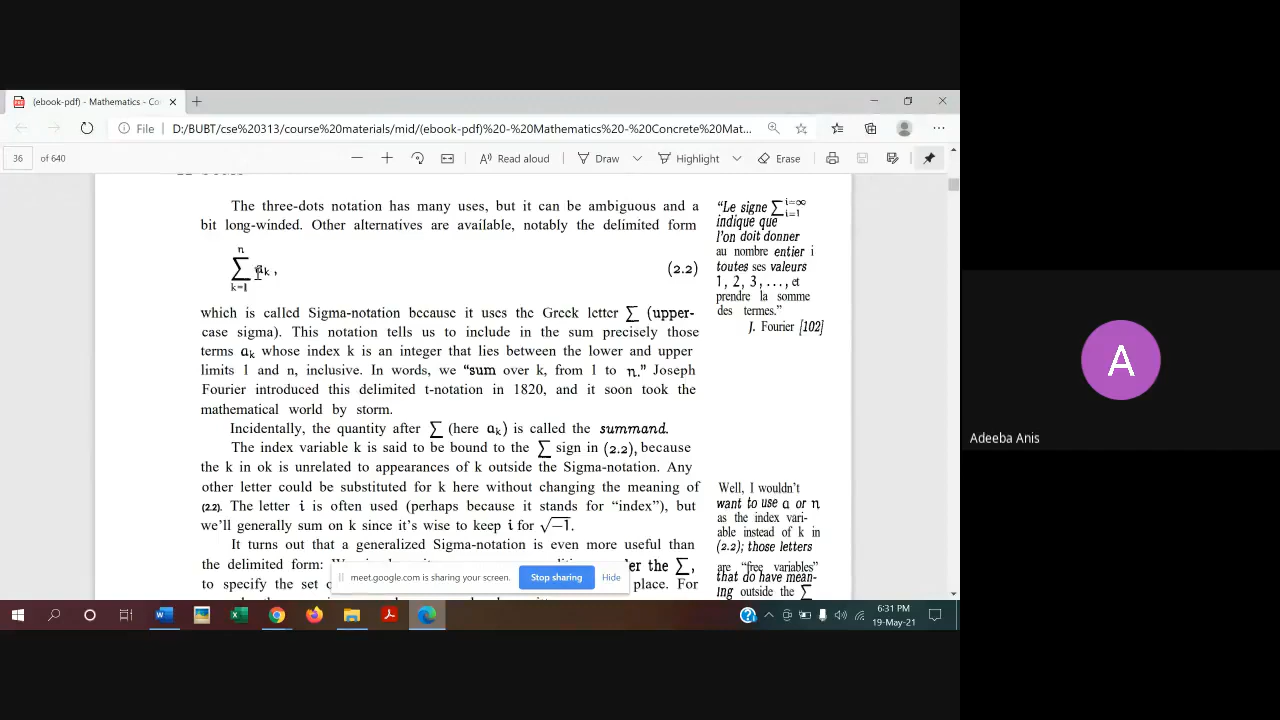 (ebook-pdf) - Mathematics - Co
File
D:/BUBT/cse%20313/course%20materials/mid/(ebook-pdf)%20-%20Mathematics%20-%20Concrete%20Mat...
36 of 640
Read aloud
Draw
Highlight
Erase
The three-dots notation has many uses, but it can be ambiguous and a
bit long-winded. Other alternatives are available, notably the delimited form
n
∑ aₖ ,
k=1
(2.2)
which is called Sigma-notation because it uses the Greek letter ∑ (upper-
case sigma). This notation tells us to include in the sum precisely those
terms aₖ whose index k is an integer that lies between the lower and upper
limits 1 and n, inclusive. In words, we “sum over k, from 1 to n.” Joseph
Fourier introduced this delimited t-notation in 1820, and it soon took the
mathematical world by storm.
Incidentally, the quantity after ∑ (here aₖ) is called the summand.
The index variable k is said to be bound to the ∑ sign in (2.2), because
the k in ok is unrelated to appearances of k outside the Sigma-notation. Any
other letter could be substituted for k here without changing the meaning of
(2.2). The letter i is often used (perhaps because it stands for “index”), but
we’ll generally sum on k since it’s wise to keep i for √−1.
It turns out that a generalized Sigma-notation is even more useful than
the delimited form:
der the ∑,
to specify the set
place. For
“Le signe ∑ i=∞ i=1
indique que
l’on doit donner
au nombre entier i
toutes ses valeurs
1, 2, 3, . . . , et
prendre la somme
des termes.”
J. Fourier [102]
Well, I wouldn’t
want to use a or n
as the index vari-
able instead of k in
(2.2); those letters
are “free variables”
that do have mean-
ing outside the ∑
meet.google.com is sharing your screen.
Stop sharing
Hide
6:31 PM
19-May-21
A
Adeeba Anis